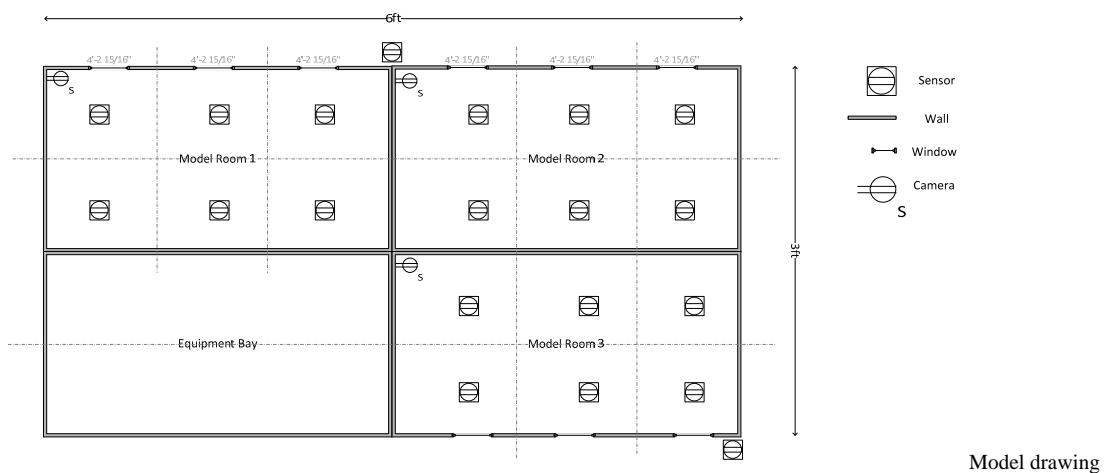 6ft
4'-2 15/16" 4'-2 15/16" 4'-2 15/16" 4'-2 15/16" 4'-2 15/16" 4'-2 15/16"
S S
Model Room 1 Model Room 2
S
Equipment Bay Model Room 3
3ft
Sensor
Wall
Window
Camera
S
Model drawing